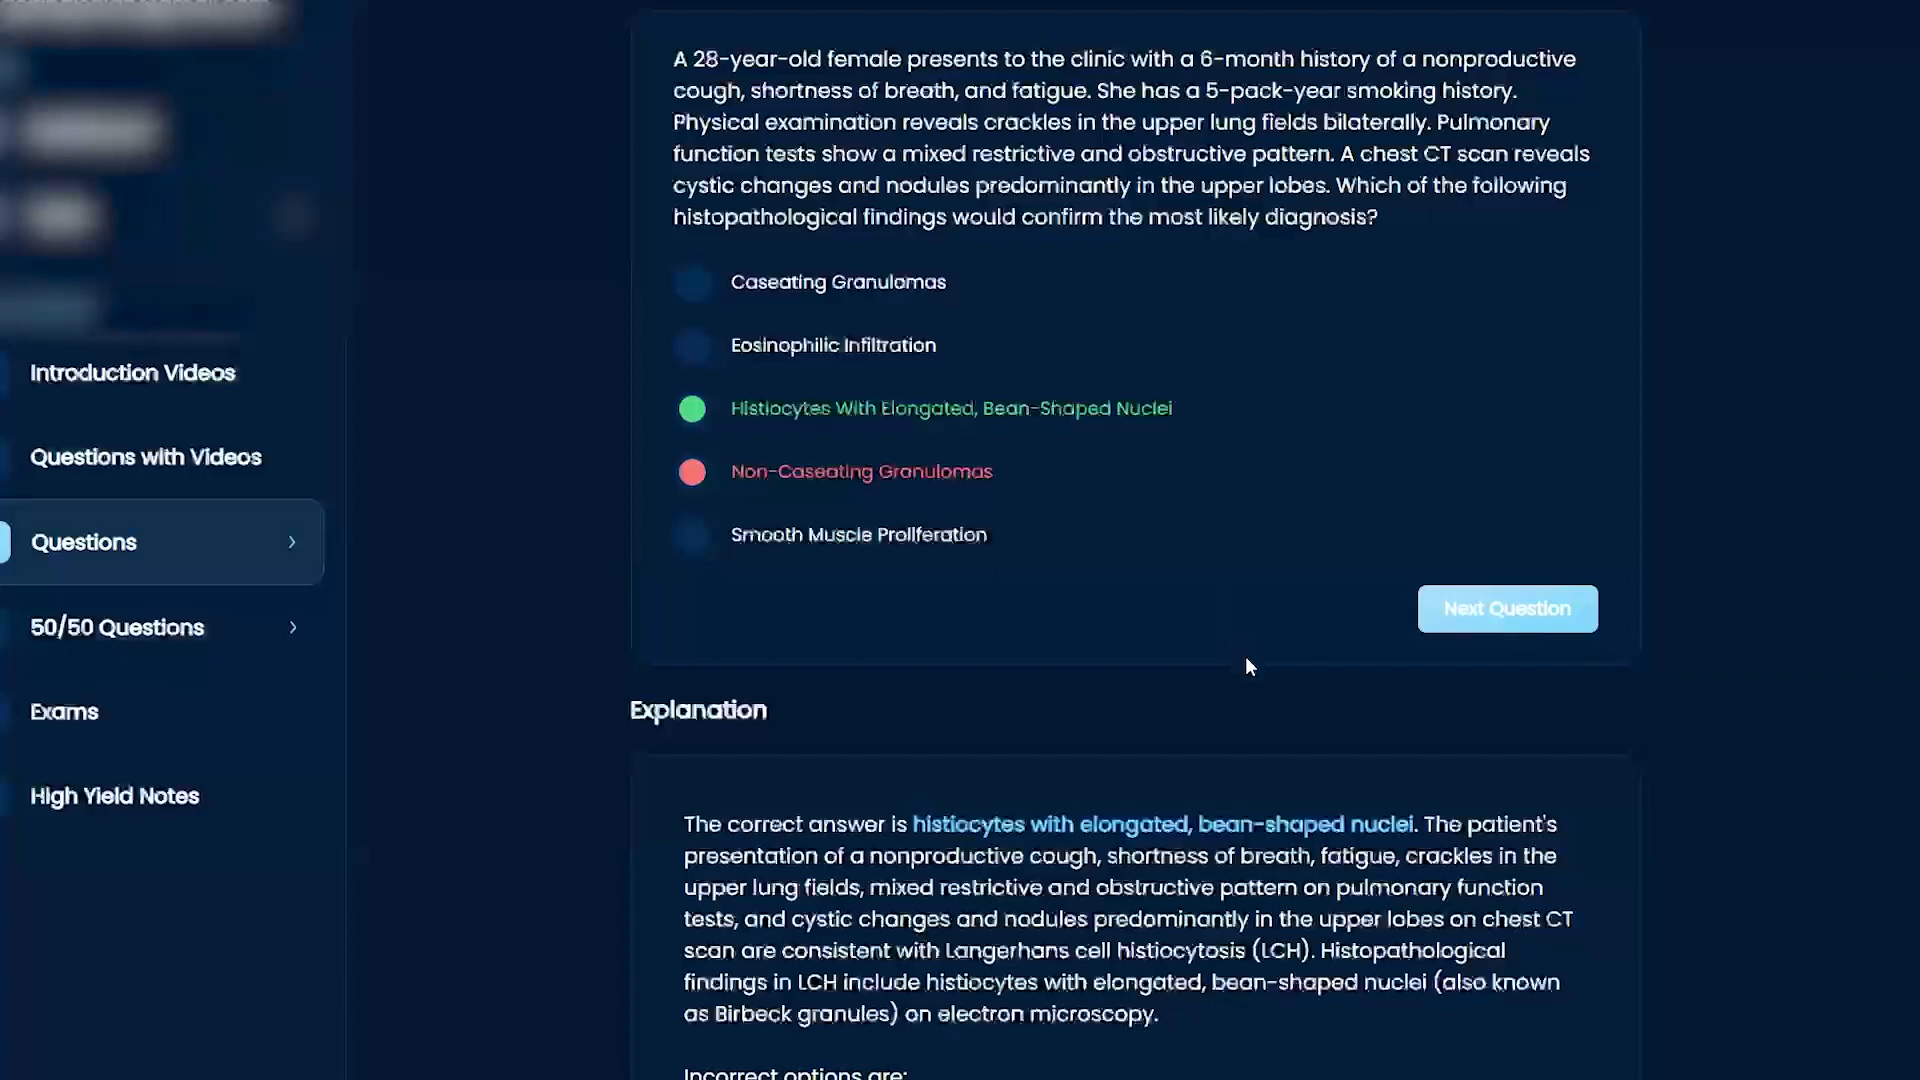 A 28-year-old female presents to the clinic with a 6-month history of a nonproductive
cough, shortness of breath, and fatigue. She has a 5-pack-year smoking history.
Physical examination reveals crackles in the upper lung fields bilaterally. Pulmonary
function tests show a mixed restrictive and obstructive pattern. A chest CT scan reveals
cystic changes and nodules predominantly in the upper lobes. Which of the following
histopathological findings would confirm the most likely diagnosis?
Caseating Granulomas
Eosinophilic Infiltration
Histiocytes With Elongated, Bean-Shaped Nuclei
Non-Caseating Granulomas
Smooth Muscle Proliferation
Next Question
Introduction Videos
Questions with Videos
Questions
50/50 Questions
Exams
High Yield Notes
Explanation
The correct answer is histiocytes with elongated, bean-shaped nuclei. The patient's
presentation of a nonproductive cough, shortness of breath, fatigue, crackles in the
upper lung fields, mixed restrictive and obstructive pattern on pulmonary function
tests, and cystic changes and nodules predominantly in the upper lobes on chest CT
scan are consistent with Langerhans cell histiocytosis (LCH). Histopathological
findings in LCH include histiocytes with elongated, bean-shaped nuclei (also known
as Birbeck granules) on electron microscopy.
Incorrect options are: